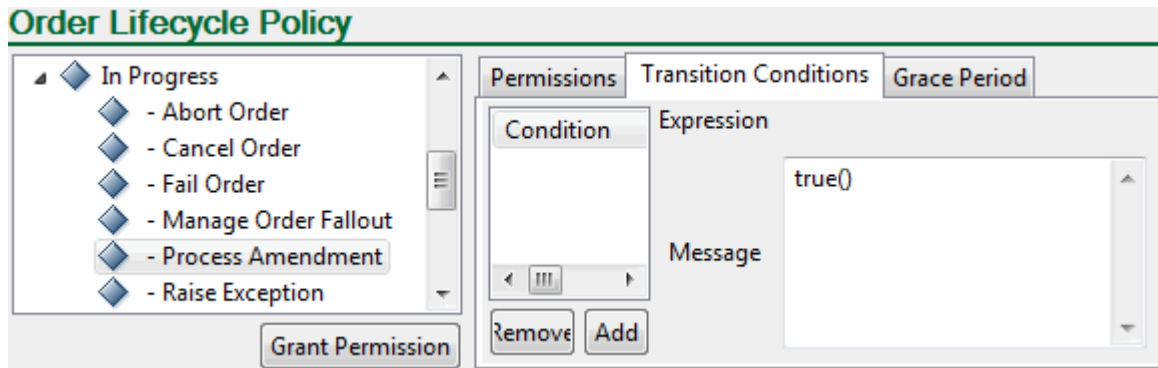 Order Lifecycle Policy
In Progress
- Abort Order
- Cancel Order
- Fail Order
- Manage Order Fallout
- Process Amendment
- Raise Exception
Grant Permission
Permissions Transition Conditions Grace Period
Condition
Expression
true()
Message
Remove Add